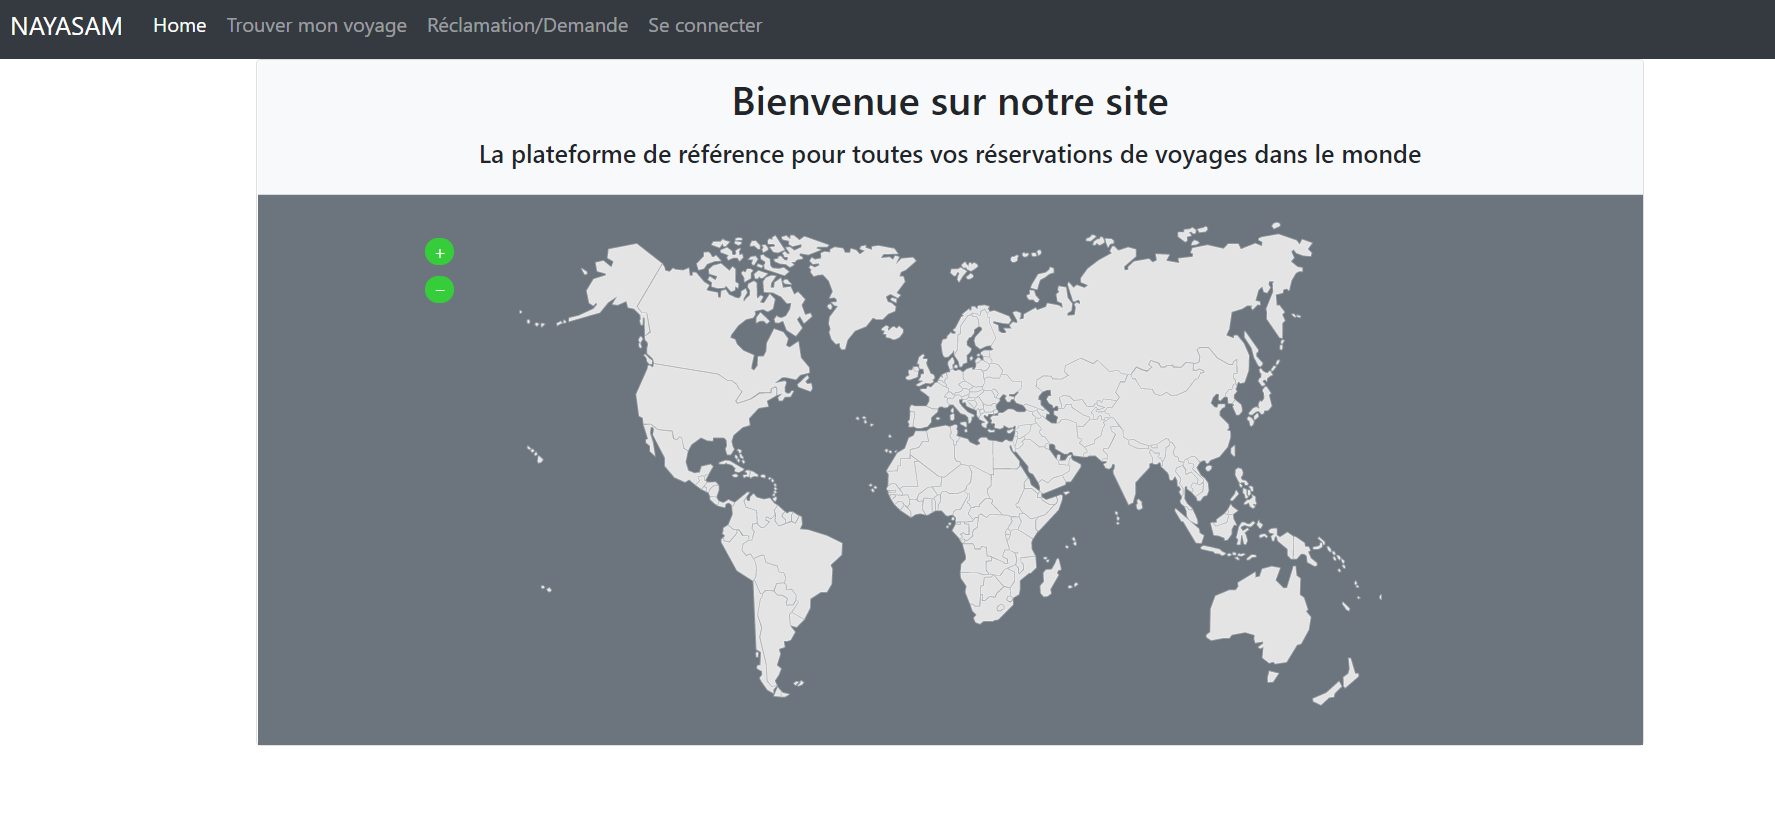 NAYASAM Home Trouver mon voyage Réclamation/Demande Se connecter
Bienvenue sur notre site
La plateforme de référence pour toutes vos réservations de voyages dans le monde
+
−